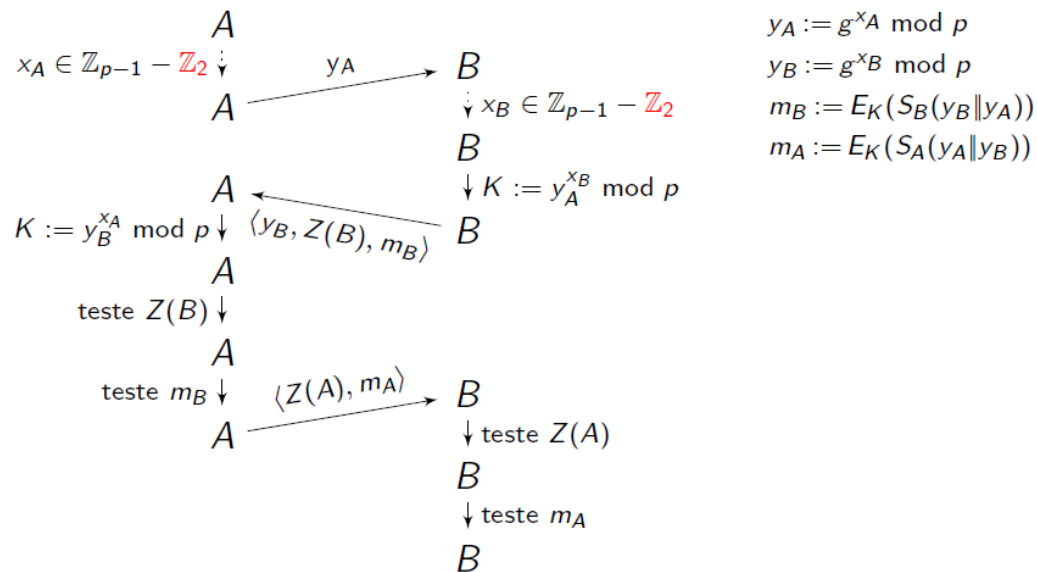 A
x_A ∈ ℤ_{p−1} − ℤ_2
y_A
B
A
x_B ∈ ℤ_{p−1} − ℤ_2
B
A
K := y_A^{x_B} mod p
K := y_B^{x_A} mod p
⟨y_B, Z(B), m_B⟩
B
A
teste Z(B)
A
teste m_B
⟨Z(A), m_A⟩
B
A
teste Z(A)
B
teste m_A
B
y_A := g^{x_A} mod p
y_B := g^{x_B} mod p
m_B := E_K(S_B(y_B‖y_A))
m_A := E_K(S_A(y_A‖y_B))